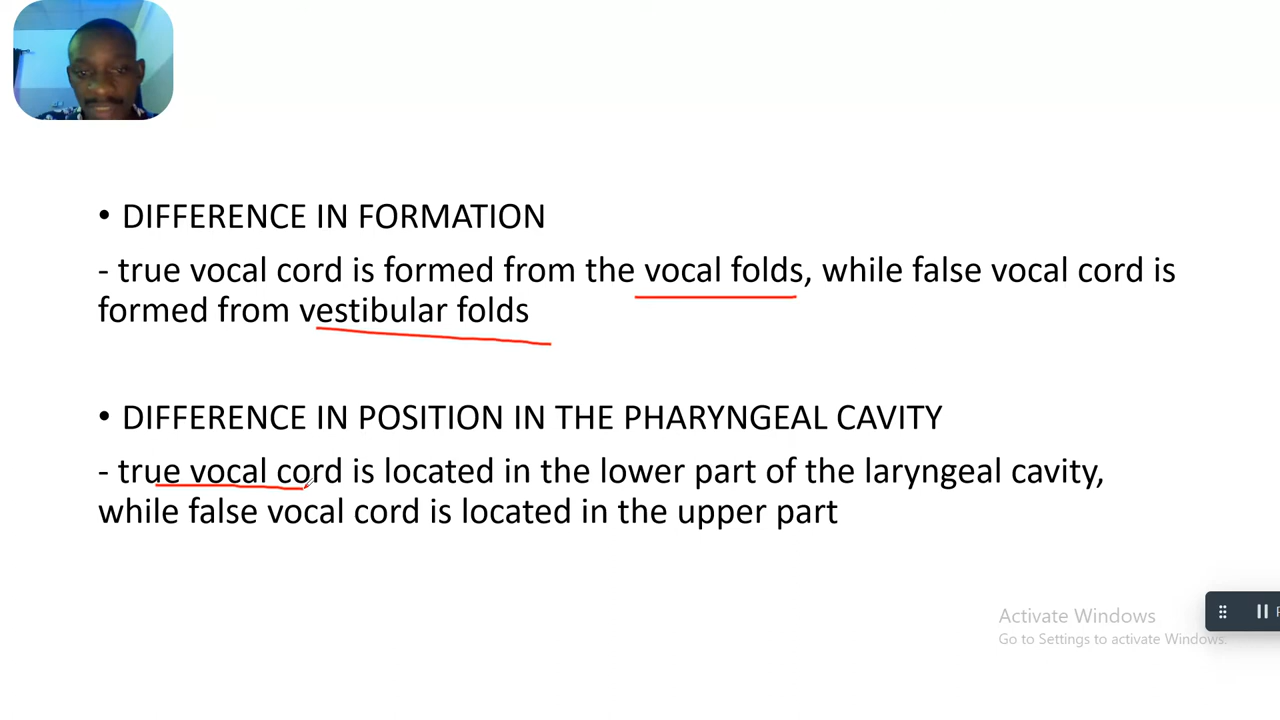 • DIFFERENCE IN FORMATION
- true vocal cord is formed from the vocal folds, while false vocal cord is
formed from vestibular folds
• DIFFERENCE IN POSITION IN THE PHARYNGEAL CAVITY
- true vocal cord is located in the lower part of the laryngeal cavity,
while false vocal cord is located in the upper part
Activate Windows
Go to Settings to activate Windows.